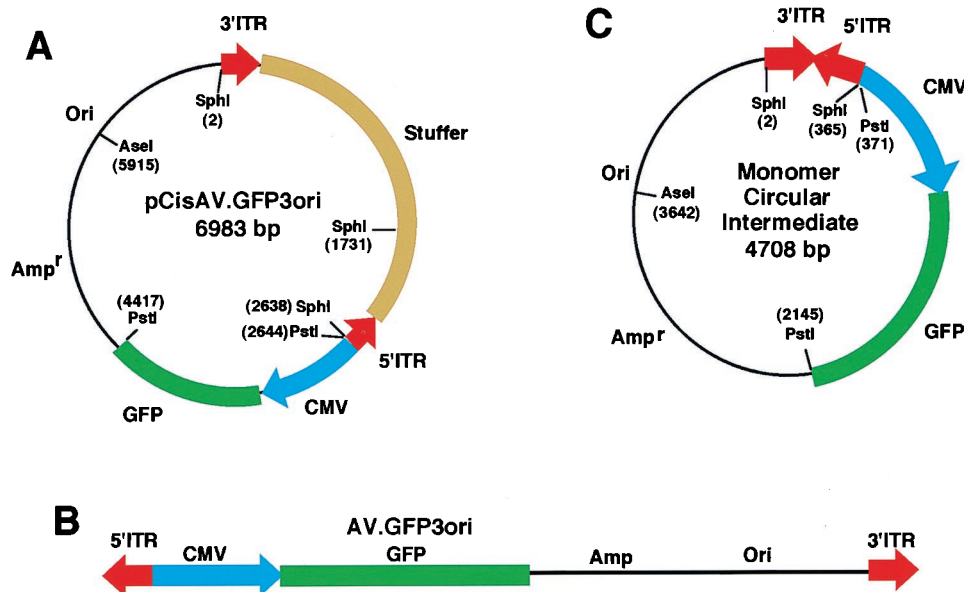 A
3'ITR
SphI
(2)
Ori
AseI
(5915)
Stuffer
pCisAV.GFP3ori
6983 bp
SphI
(1731)
Ampʳ
(4417)
PstI
(2638) SphI
(2644)PstI
5'ITR
CMV
GFP
C
3'ITR
5'ITR
CMV
SphI
(2)
SphI
(365)
PstI
(371)
Ori
AseI
(3642)
Monomer
Circular
Intermediate
4708 bp
Ampʳ
(2145)
PstI
GFP
B
AV.GFP3ori
5'ITR
CMV
GFP
Amp
Ori
3'ITR